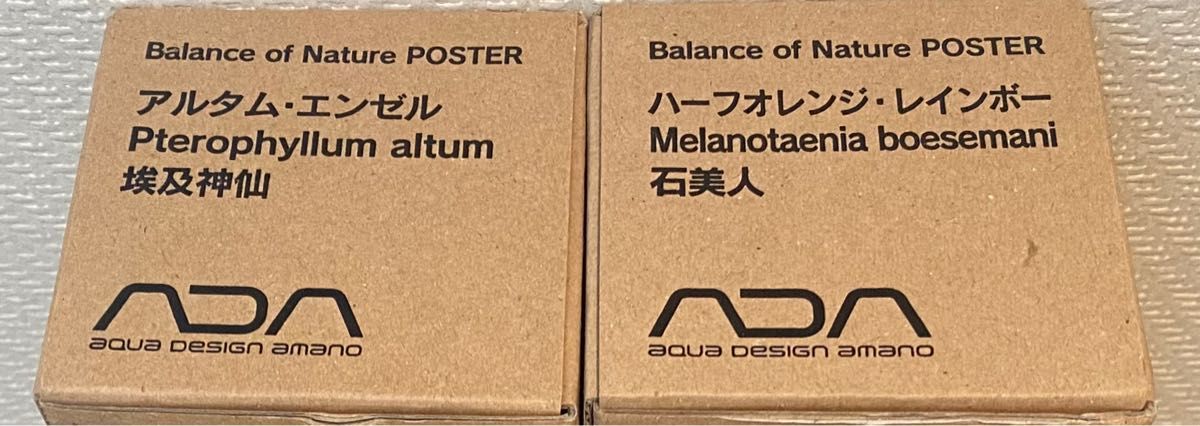 Balance of Nature POSTER
アルタム・エンゼル
Pterophyllum altum
埃及神仙
ADA
aqua design amano
Balance of Nature POSTER
ハーフオレンジ・レインボー
Melanotaenia boesemani
石美人
ADA
aqua design amano